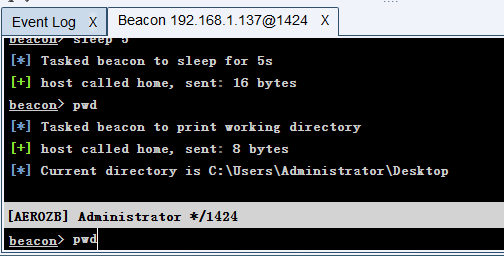 Event Log X Beacon 192.168.1.137@1424 X
beacon> sleep 5
[*] Tasked beacon to sleep for 5s
[+] host called home, sent: 16 bytes
beacon> pwd
[*] Tasked beacon to print working directory
[+] host called home, sent: 8 bytes
[*] Current directory is C:\Users\Administrator\Desktop
[AEROZB] Administrator */1424
beacon> pwd